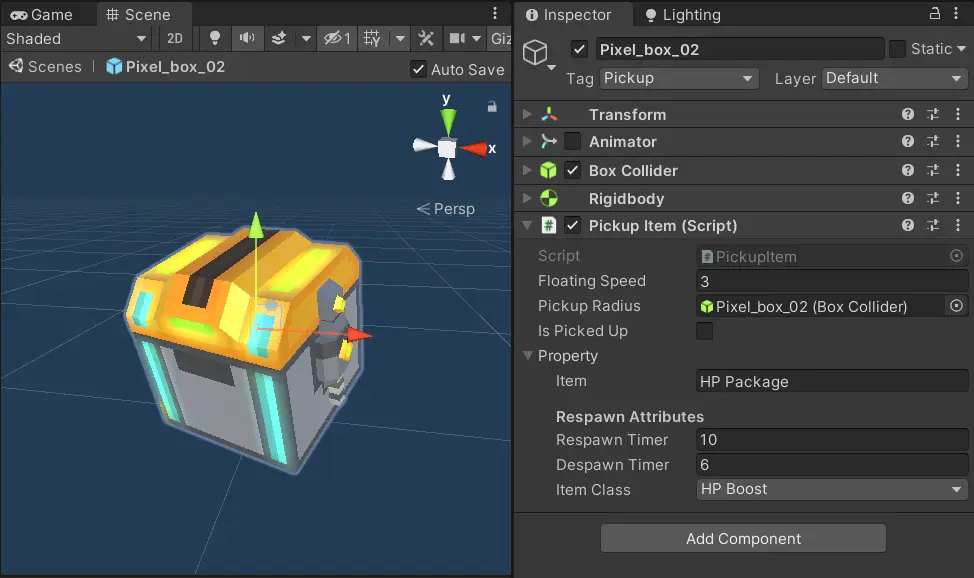 Game
Scene
Shaded
2D
1
Giz
Scenes | Pixel_box_02
Auto Save
y
x
< Persp
Inspector
Lighting
Pixel_box_02
Static
Tag Pickup
Layer Default
Transform
Animator
Box Collider
Rigidbody
# Pickup Item (Script)
Script # PickupItem
Floating Speed 3
Pickup Radius Pixel_box_02 (Box Collider)
Is Picked Up
Property
Item HP Package
Respawn Attributes
Respawn Timer 10
Despawn Timer 6
Item Class HP Boost
Add Component